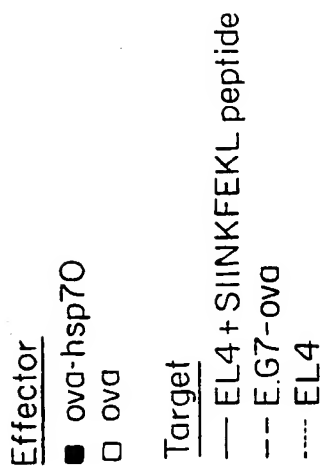 Effector
■ ova-hsp70
□ ova
Target
— EL4+SIINKFEKL peptide
--- E.G7-ova
----- EL4